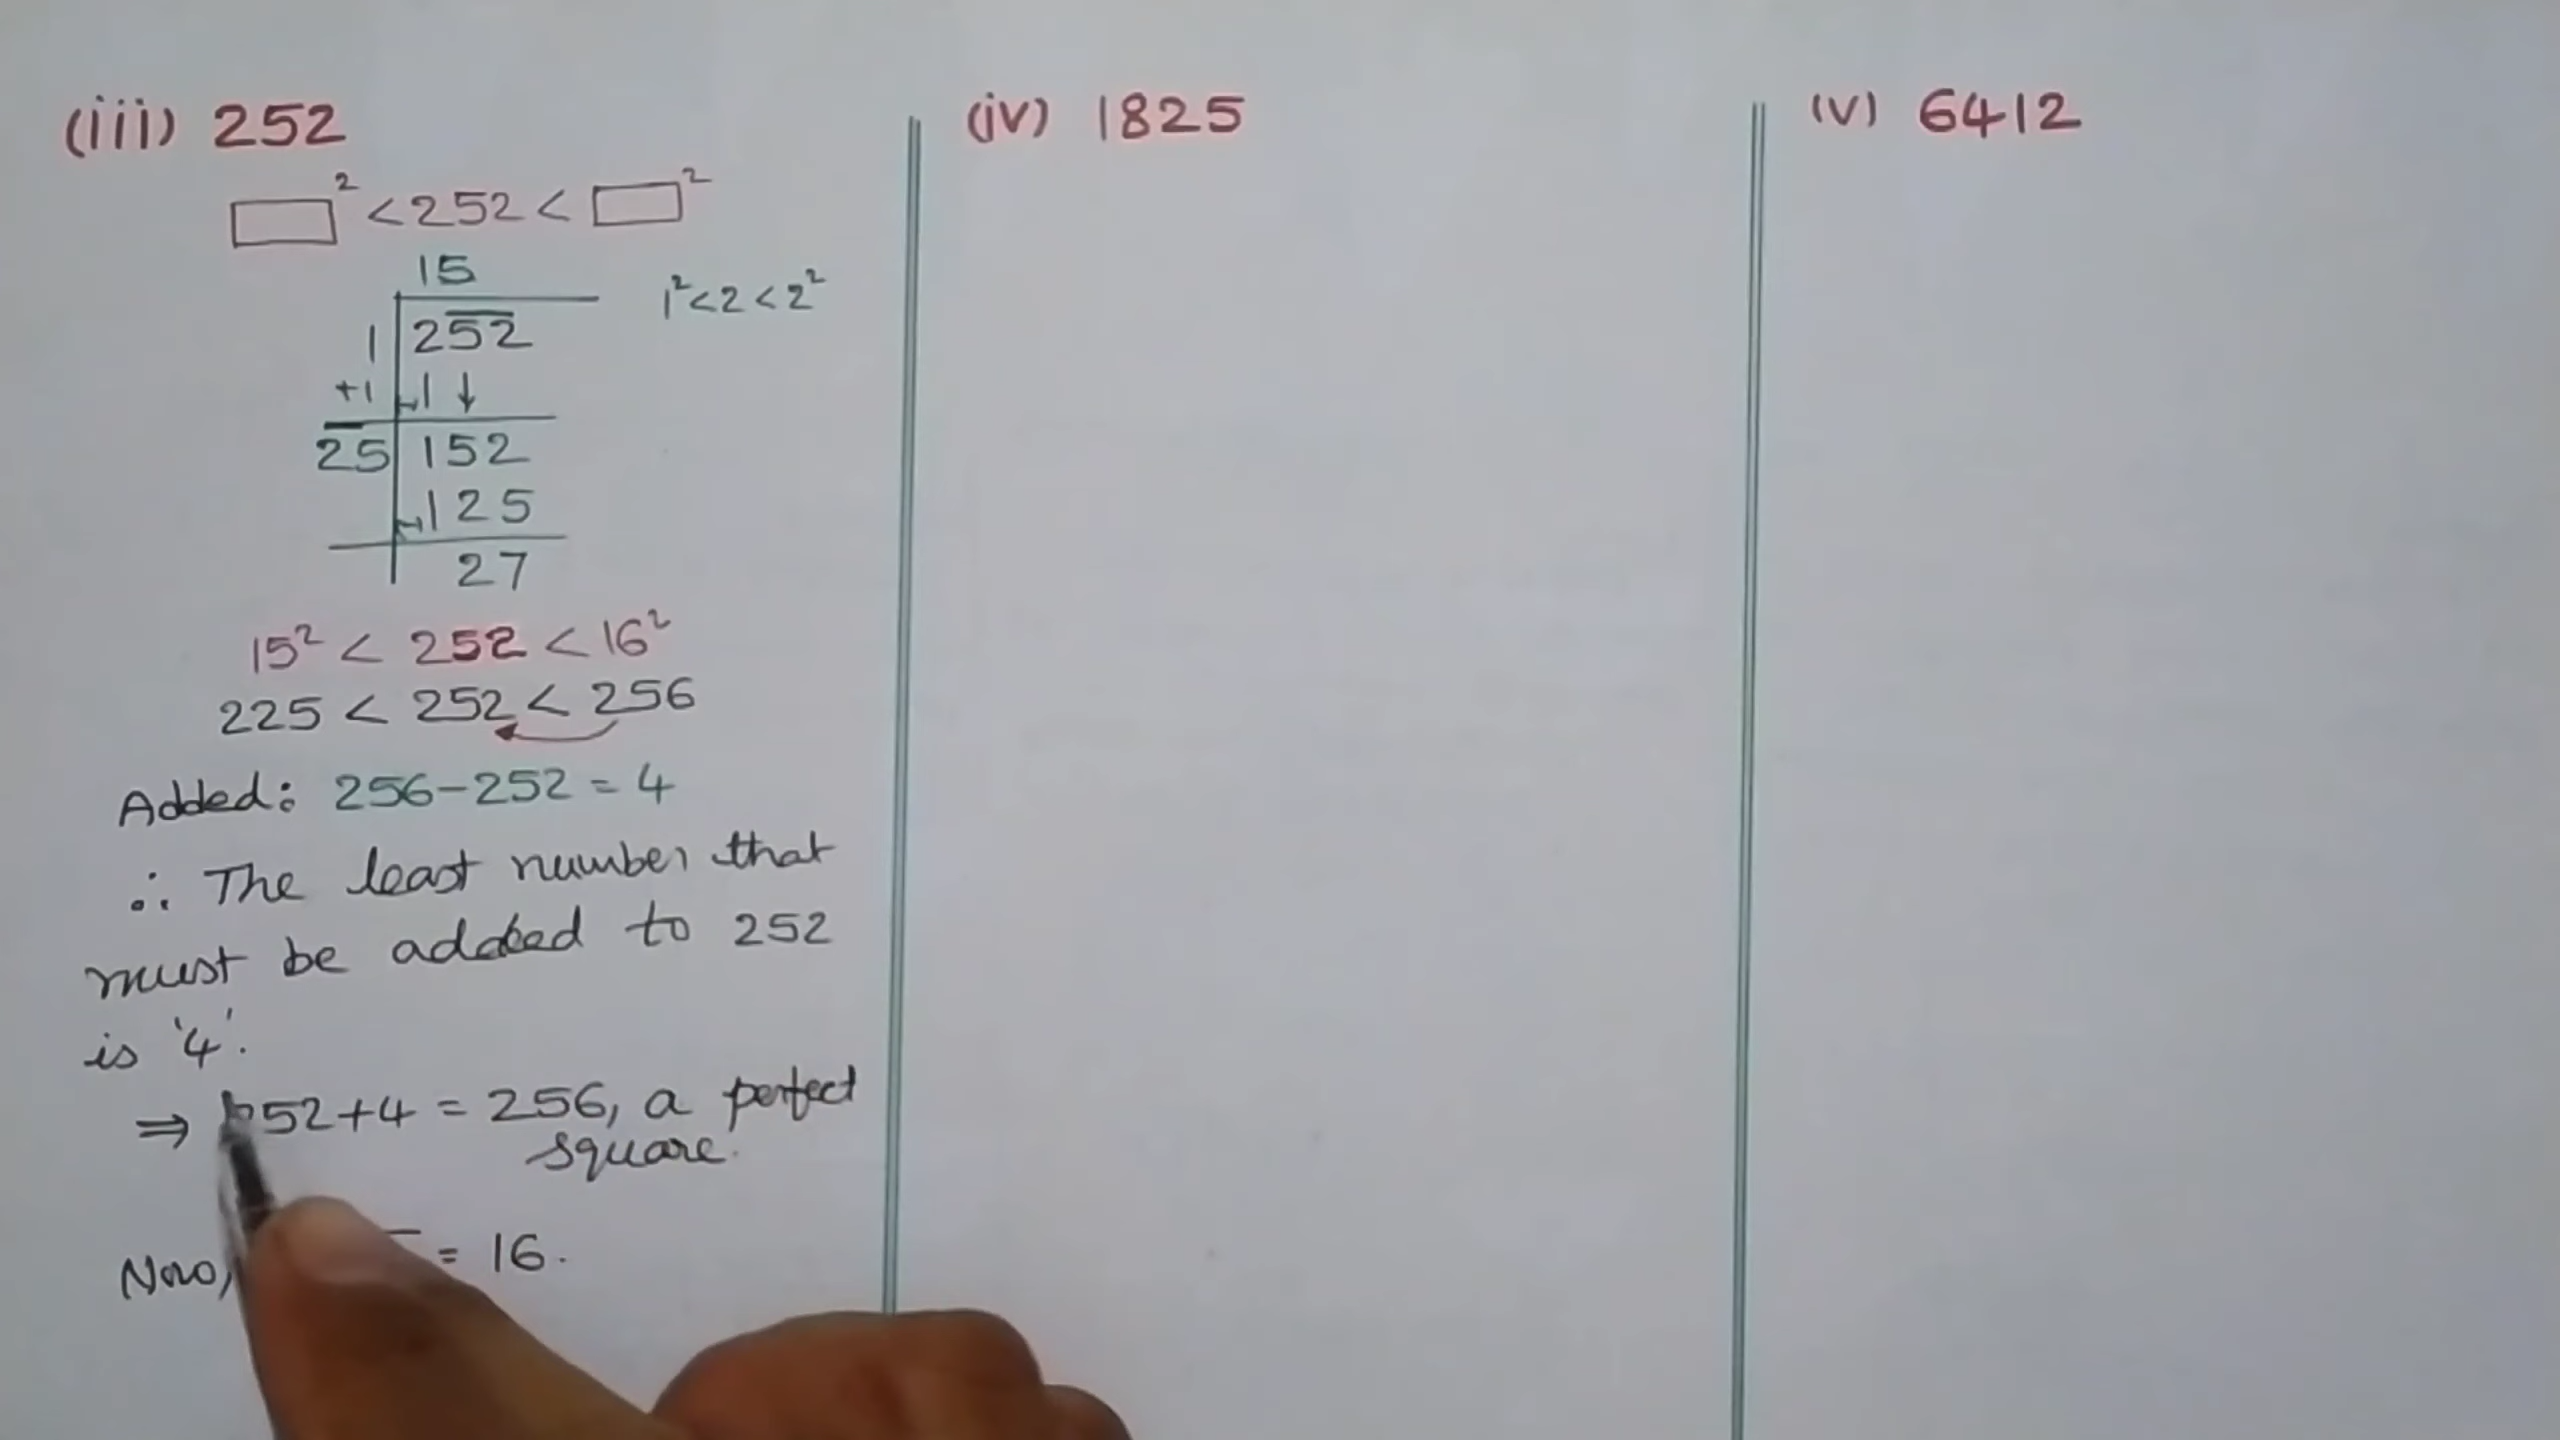 (iii) 252
□² < 252 < □²
15
1² < 2 < 2²
1 252
+1 -1 ↓
25 152
-125
27
15² < 252 < 16²
225 < 252 < 256
Added: 256-252 = 4
∴ The least number that
must be added to 252
is '4'.
⇒ 252+4 = 256, a perfect
square.
Now, = 16.
(iv) 1825
(v) 6412